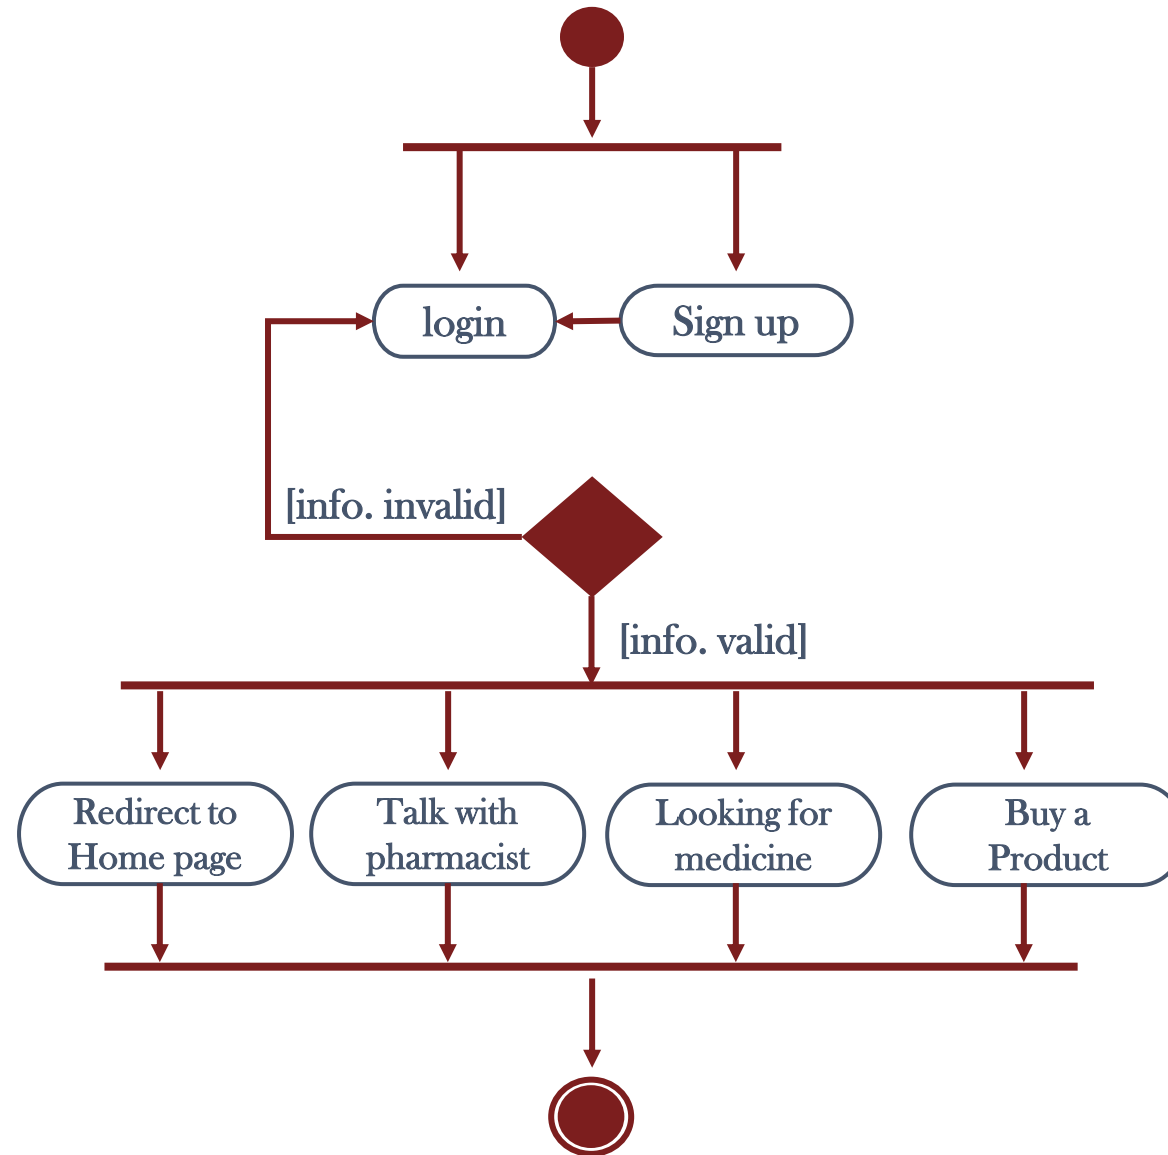 login
Sign up
[info. invalid]
[info. valid]
Redirect to
Home page
Talk with
pharmacist
Looking for
medicine
Buy a
Product